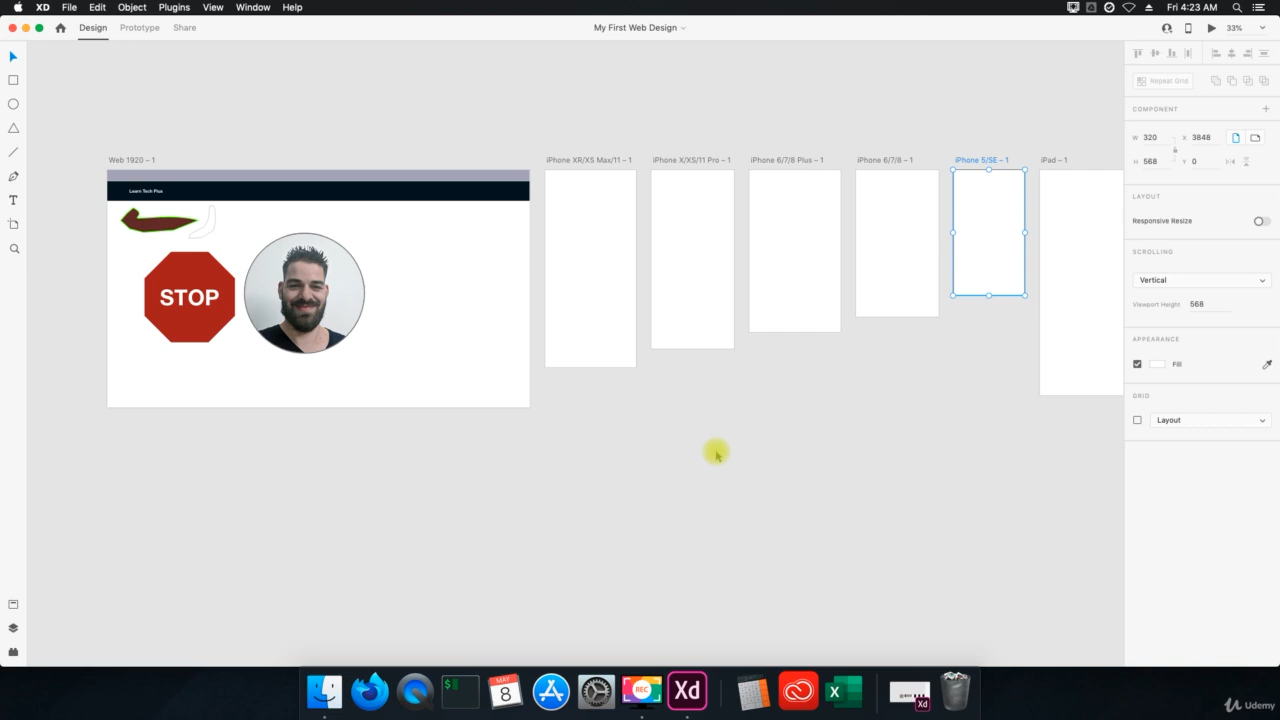 XD File Edit Object Plugins View Window Help
Fri 4:23 AM
Design Prototype Share
My First Web Design
33%
Repeat Grid
COMPONENT
W 320 X 3848
H 568 Y 0
LAYOUT
Responsive Resize
SCROLLING
Vertical
Viewport Height 568
APPEARANCE
Fill
GRID
Layout
Web 1920 – 1
iPhone XR/XS Max/11 – 1
iPhone X/XS/11 Pro – 1
iPhone 6/7/8 Plus – 1
iPhone 6/7/8 – 1
iPhone 5/SE – 1
iPad – 1
Learn Tech Plus
STOP
T
$
MAY
8
REC
Xd
X
Xd
Udemy